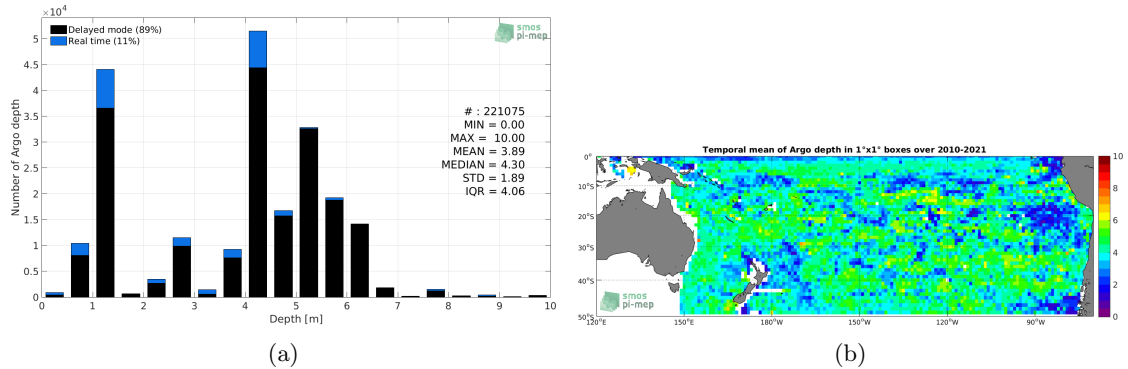 ×10⁴
Delayed mode (89%)
Real time (11%)
smos
pi-mep
5
4.5
4
3.5
3
2.5
2
1.5
1
0.5
0
Number of Argo depth
# : 221075
MIN = 0.00
MAX = 10.00
MEAN = 3.89
MEDIAN = 4.30
STD = 1.89
IQR = 4.06
0 1 2 3 4 5 6 7 8 9 10
Depth [m]
(a)
Temporal mean of Argo depth in 1°x1° boxes over 2010-2021
0°
10°S
20°S
30°S
40°S
50°S
120°E 150°E 180°W 150°W 120°W 90°W
smos
pi-mep
10
8
6
4
2
0
(b)